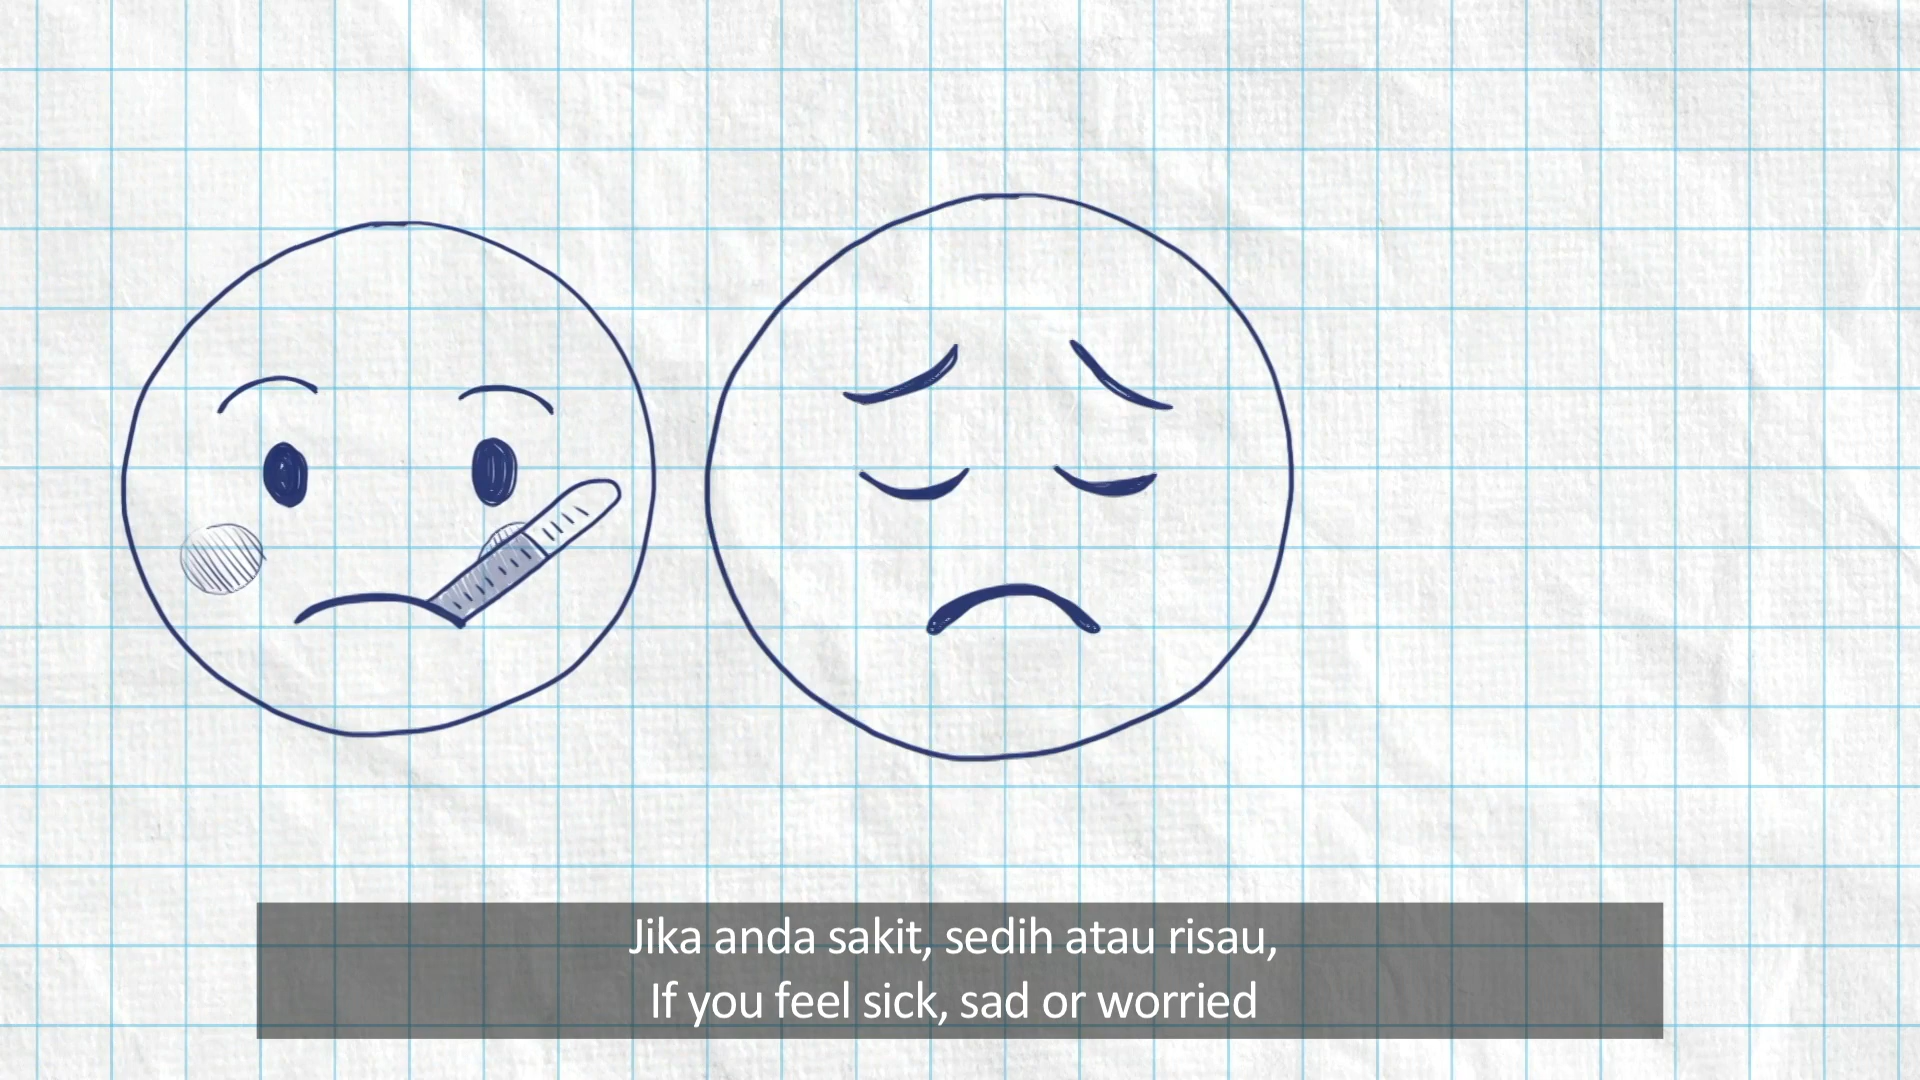 Jika anda sakit, sedih atau risau,
If you feel sick, sad or worried